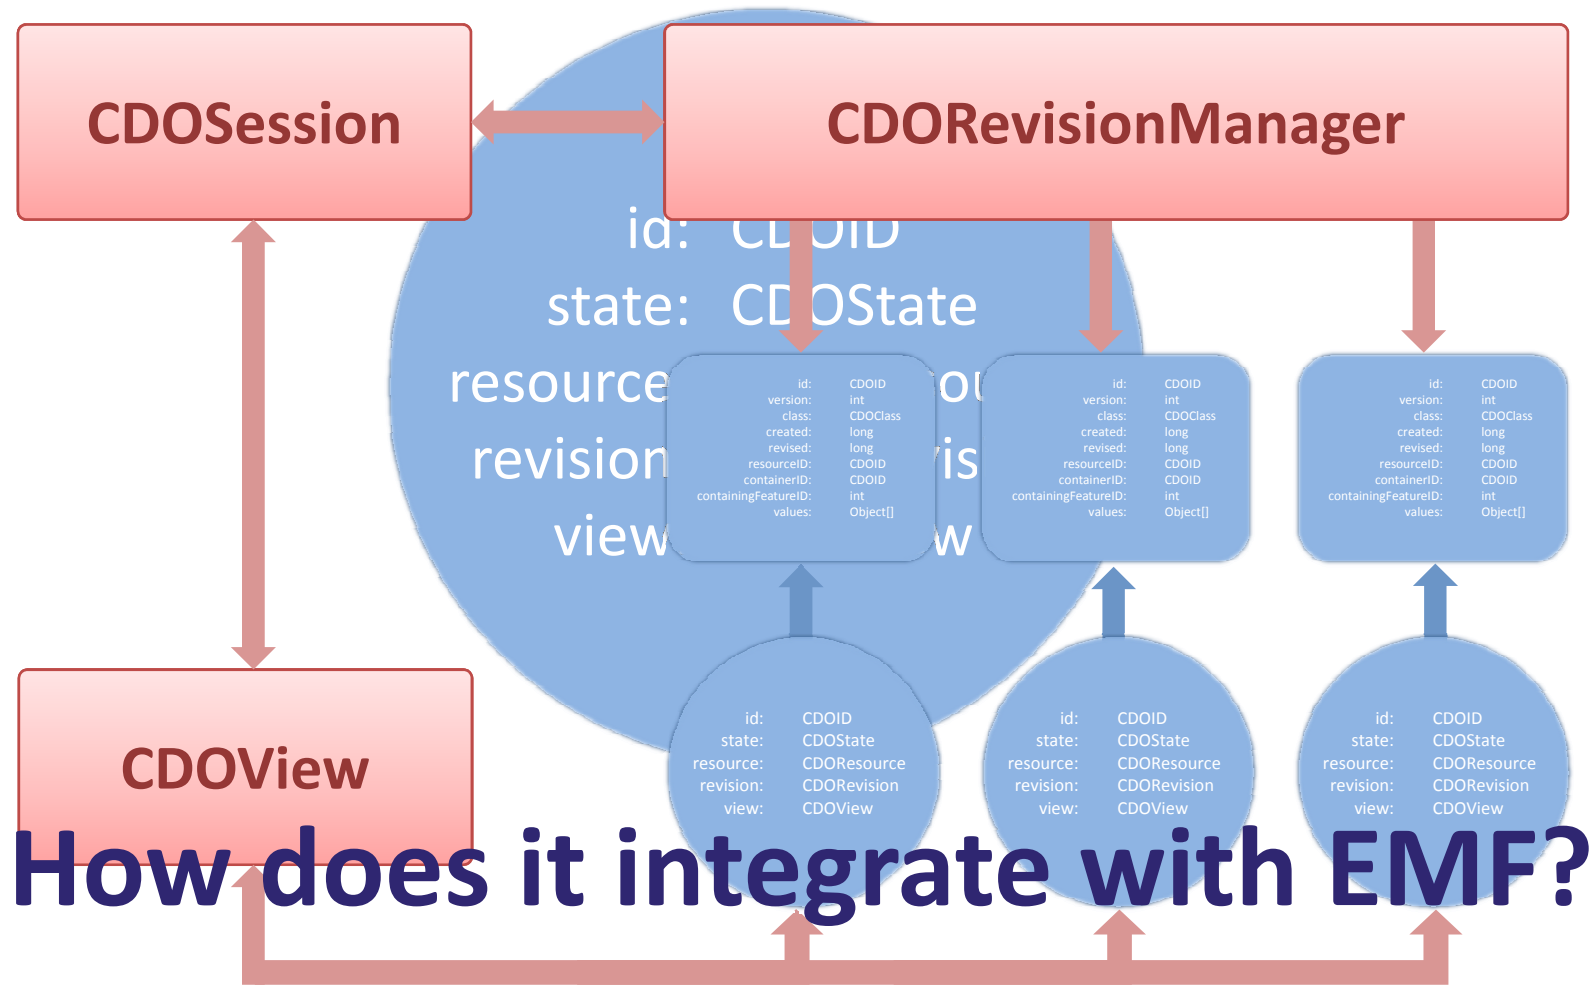 CDOSession
CDORevisionManager
id: CDOID
state: CDOState
resource
revision
view
id: CDOID
version: int
class: CDOClass
created: long
revised: long
resourceID: CDOID
containerID: CDOID
containingFeatureID: int
values: Object[]
id: CDOID
version: int
class: CDOClass
created: long
revised: long
resourceID: CDOID
containerID: CDOID
containingFeatureID: int
values: Object[]
id: CDOID
version: int
class: CDOClass
created: long
revised: long
resourceID: CDOID
containerID: CDOID
containingFeatureID: int
values: Object[]
CDOView
id: CDOID
state: CDOState
resource: CDOResource
revision: CDORevision
view: CDOView
id: CDOID
state: CDOState
resource: CDOResource
revision: CDORevision
view: CDOView
id: CDOID
state: CDOState
resource: CDOResource
revision: CDORevision
view: CDOView
How does it integrate with EMF?